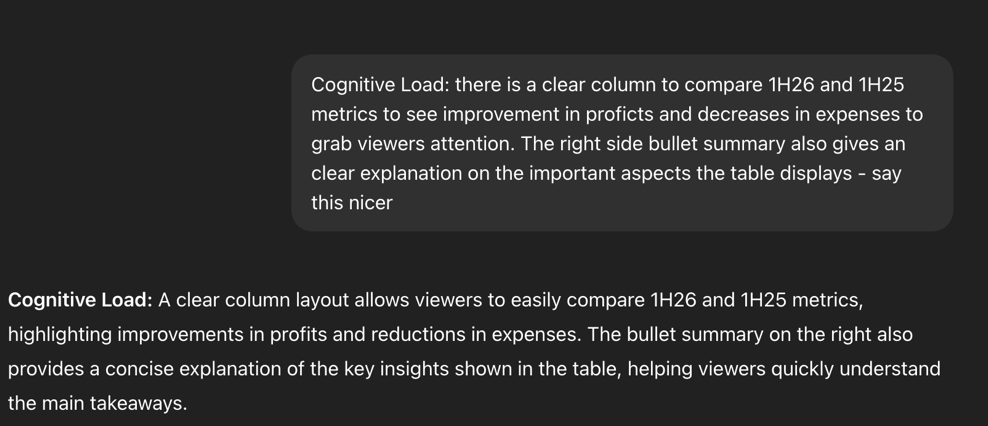 Cognitive Load: there is a clear column to compare 1H26 and 1H25
metrics to see improvement in proficts and decreases in expenses to
grab viewers attention. The right side bullet summary also gives an
clear explanation on the important aspects the table displays - say
this nicer
Cognitive Load: A clear column layout allows viewers to easily compare 1H26 and 1H25 metrics,
highlighting improvements in profits and reductions in expenses. The bullet summary on the right also
provides a concise explanation of the key insights shown in the table, helping viewers quickly understand
the main takeaways.